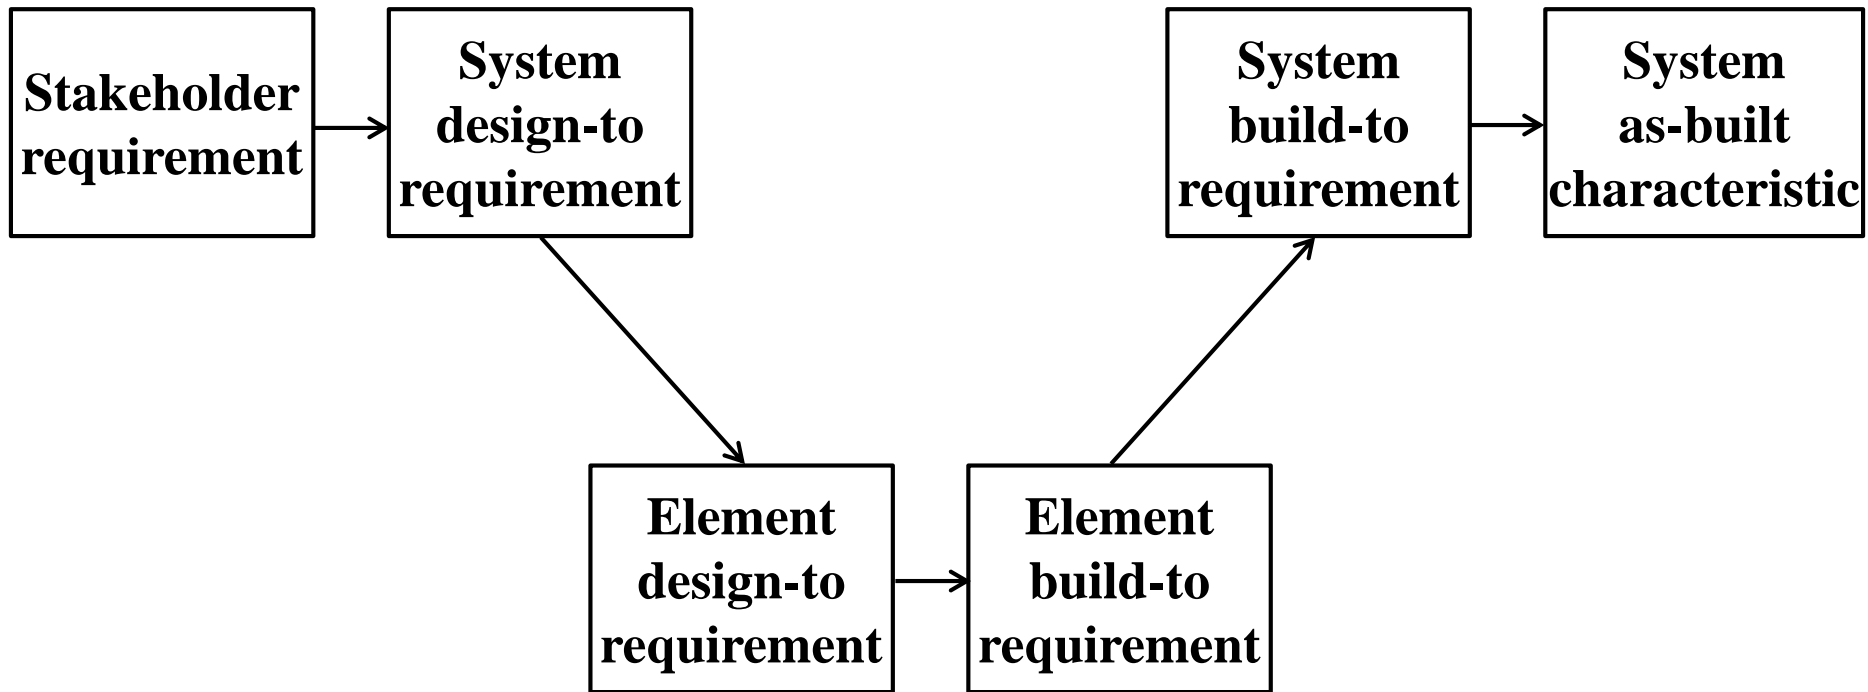 Stakeholder
requirement
System
design-to
requirement
Element
design-to
requirement
Element
build-to
requirement
System
build-to
requirement
System
as-built
characteristic